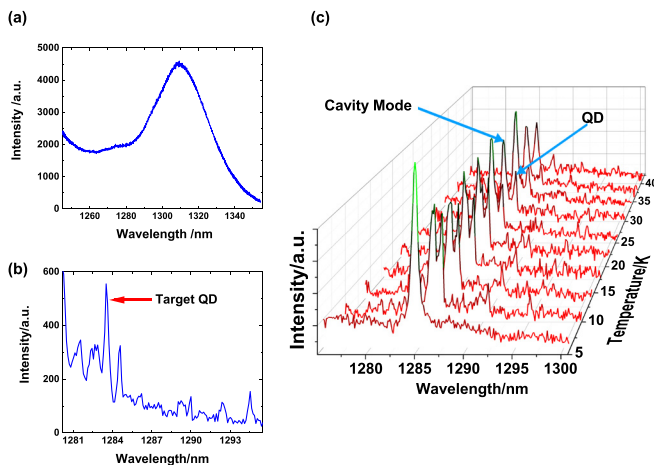 (a)
5000
4000
3000
2000
1000
0
Intensity /a.u.
1260 1280 1300 1320 1340
Wavelength /nm
(b)
600
400
200
0
Intensity/a.u.
Target QD
1281 1284 1287 1290 1293
Wavelength/nm
(c)
Cavity Mode
QD
Intensity/a.u.
1280 1285 1290 1295 1300
Wavelength/nm
5
10
15
20
25
30
35
40
Temperature/K